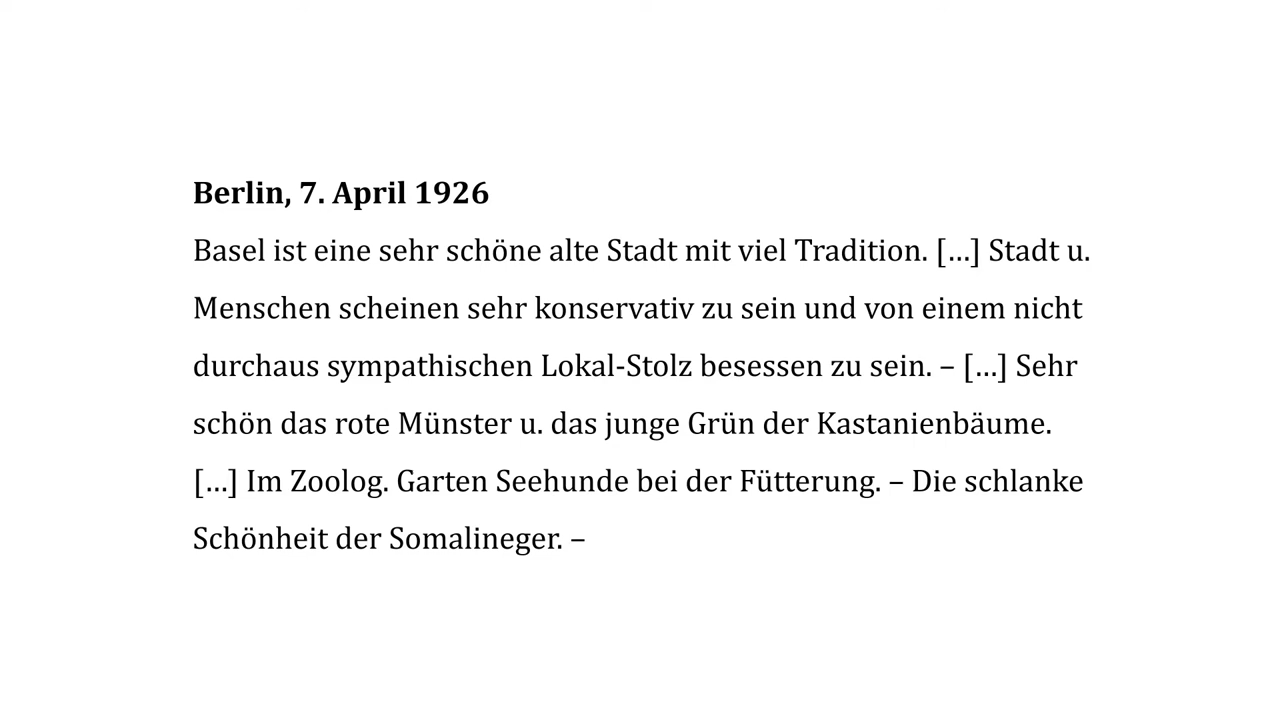 Berlin, 7. April 1926
Basel ist eine sehr schöne alte Stadt mit viel Tradition. […] Stadt u.
Menschen scheinen sehr konservativ zu sein und von einem nicht
durchaus sympathischen Lokal-Stolz besessen zu sein. – […] Sehr
schön das rote Münster u. das junge Grün der Kastanienbäume.
[…] Im Zoolog. Garten Seehunde bei der Fütterung. – Die schlanke
Schönheit der Somalineger. –